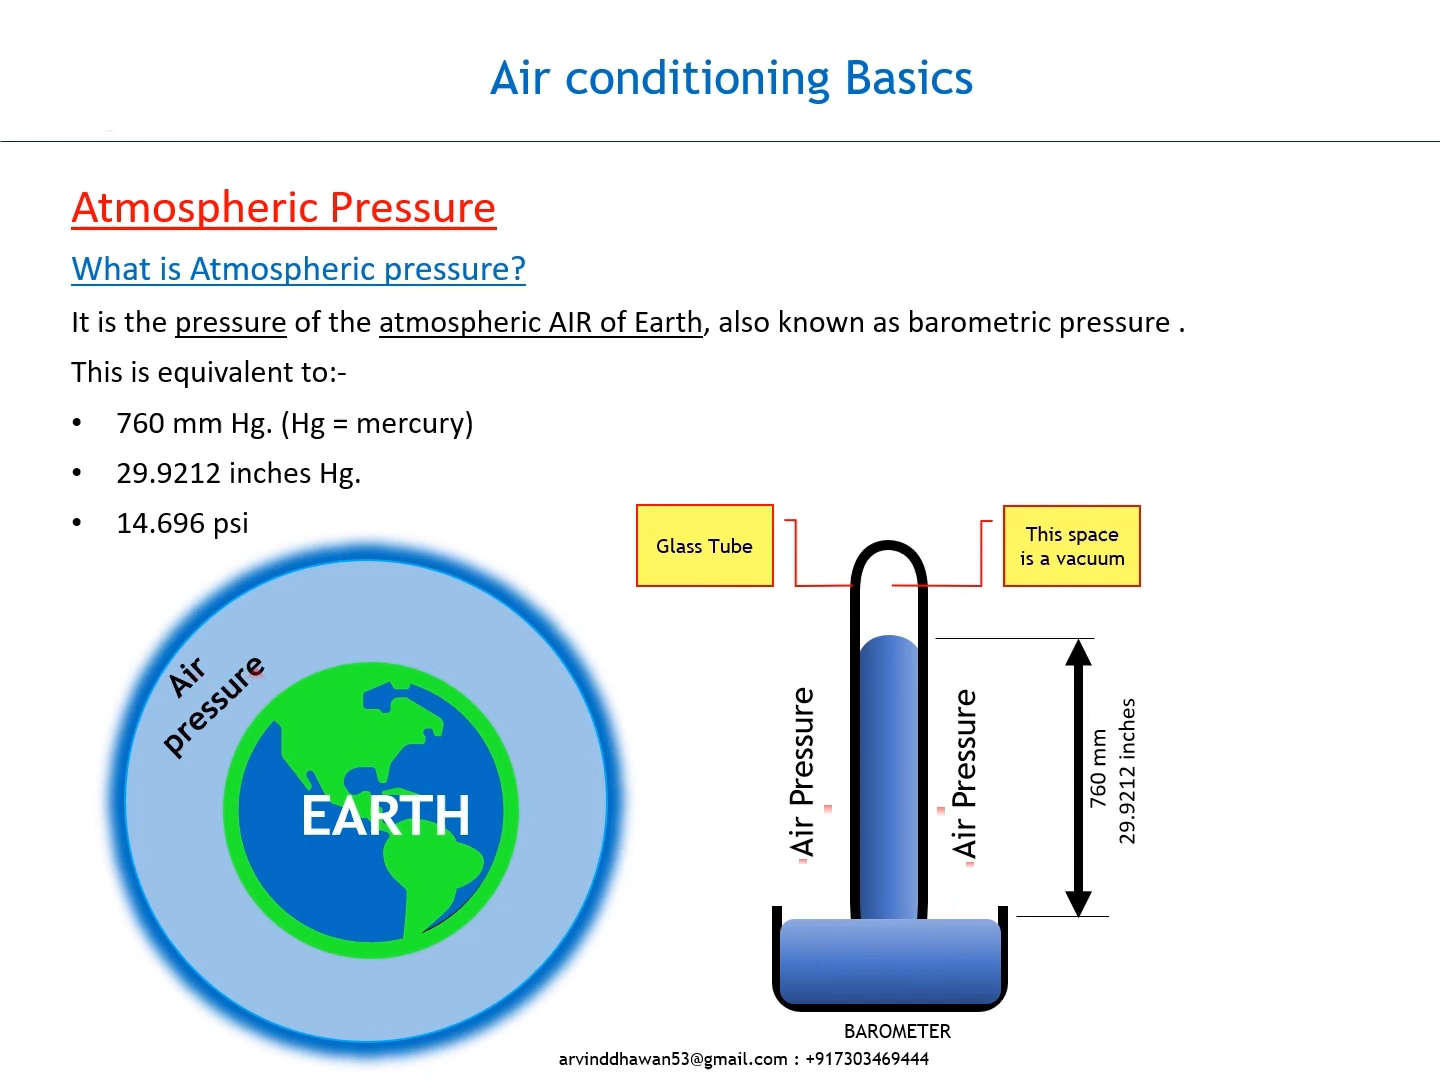 Air conditioning Basics
Atmospheric Pressure
What is Atmospheric pressure?
It is the pressure of the atmospheric AIR of Earth, also known as barometric pressure .
This is equivalent to:-
• 760 mm Hg. (Hg = mercury)
• 29.9212 inches Hg.
• 14.696 psi
Glass Tube
This space
is a vacuum
Air
pressure
EARTH
Air Pressure
Air Pressure
760 mm
29.9212 inches
BAROMETER
arvinddhawan53@gmail.com : +917303469444